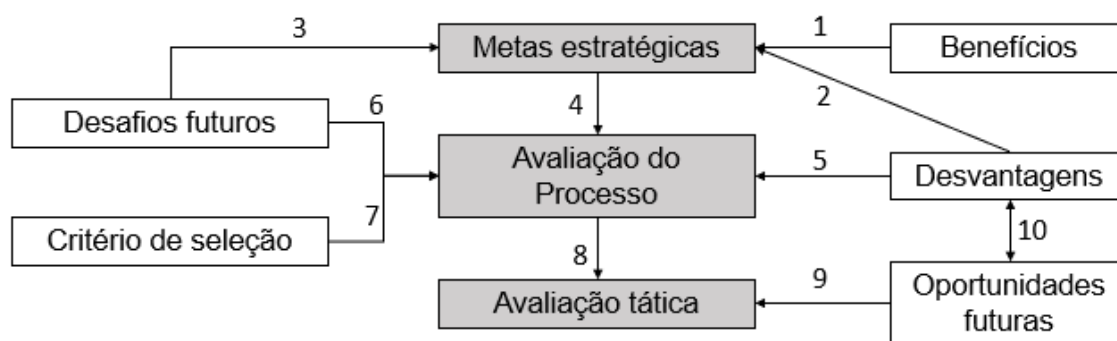 3
Metas estratégicas
1
Benefícios
2
Desafios futuros
6
4
Avaliação do
Processo
5
Desvantagens
7
Critério de seleção
8
10
Avaliação tática
9
Oportunidades
futuras